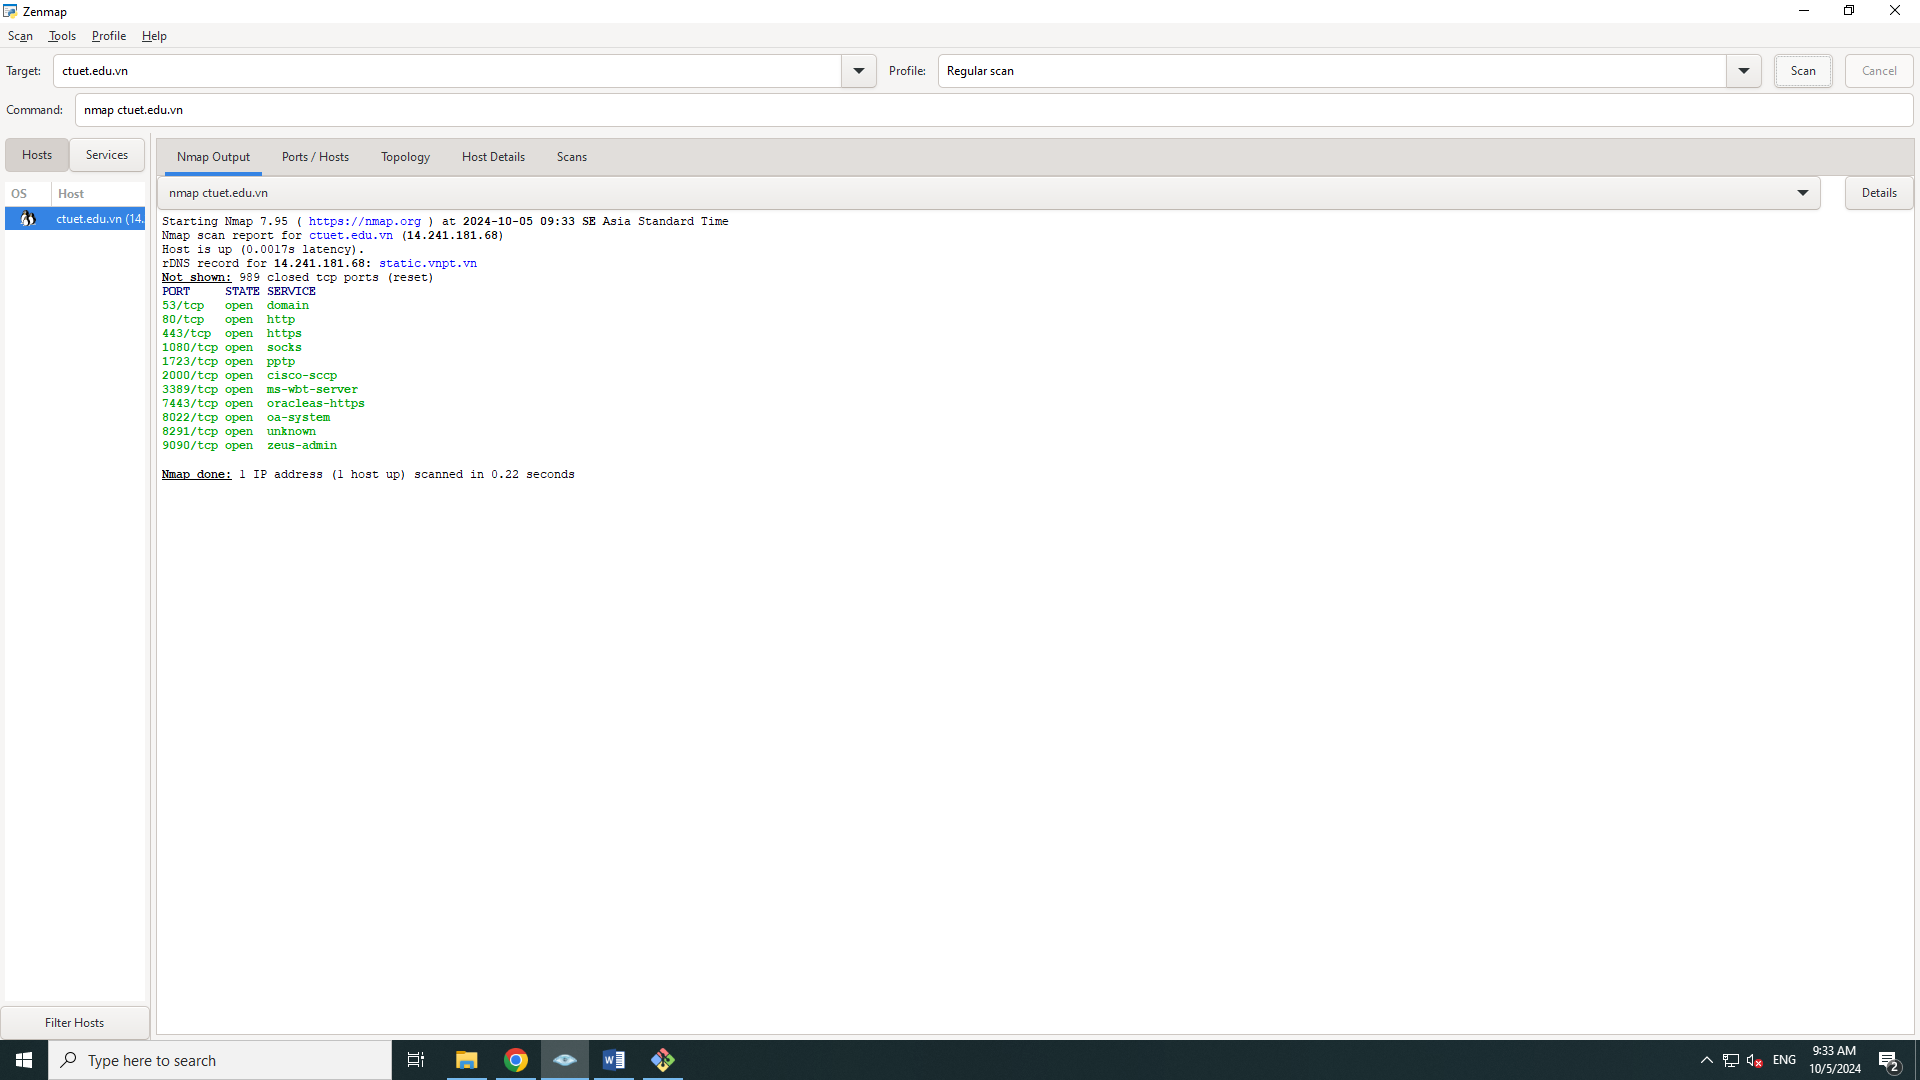 Zenmap
Scan Tools Profile Help
Target: ctuet.edu.vn Profile: Regular scan Scan Cancel
Command: nmap ctuet.edu.vn
Hosts Services
OS Host
ctuet.edu.vn (14.
Filter Hosts
Nmap Output Ports / Hosts Topology Host Details Scans
nmap ctuet.edu.vn Details
Starting Nmap 7.95 ( https://nmap.org ) at 2024-10-05 09:33 SE Asia Standard Time
Nmap scan report for ctuet.edu.vn (14.241.181.68)
Host is up (0.0017s latency).
rDNS record for 14.241.181.68: static.vnpt.vn
Not shown: 989 closed tcp ports (reset)
PORT STATE SERVICE
53/tcp open domain
80/tcp open http
443/tcp open https
1080/tcp open socks
1723/tcp open pptp
2000/tcp open cisco-sccp
3389/tcp open ms-wbt-server
7443/tcp open oracleas-https
8022/tcp open oa-system
8291/tcp open unknown
9090/tcp open zeus-admin
Nmap done: 1 IP address (1 host up) scanned in 0.22 seconds
Type here to search
ENG
9:33 AM
10/5/2024
2